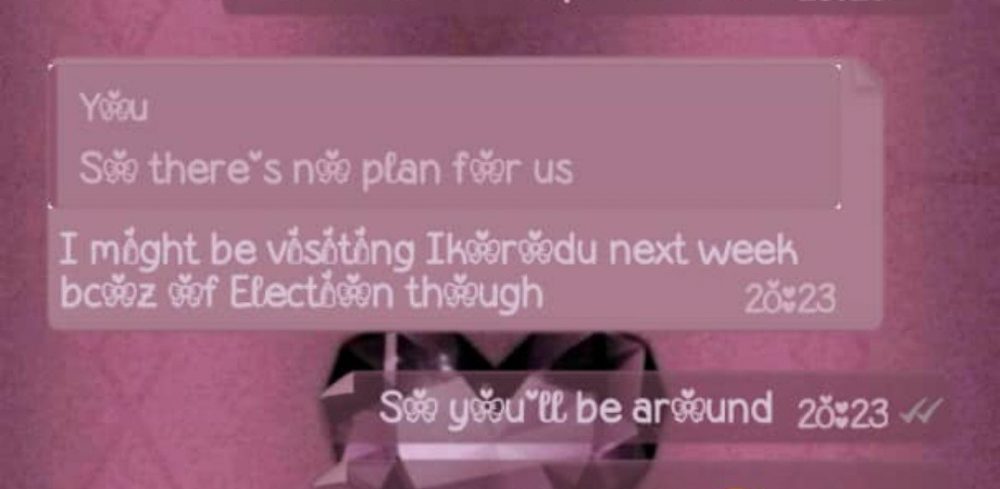 You
So there's no plan for us
I might be visiting Ikorodu next week
bcoz of Election though
20:23
So you'll be around 20:23